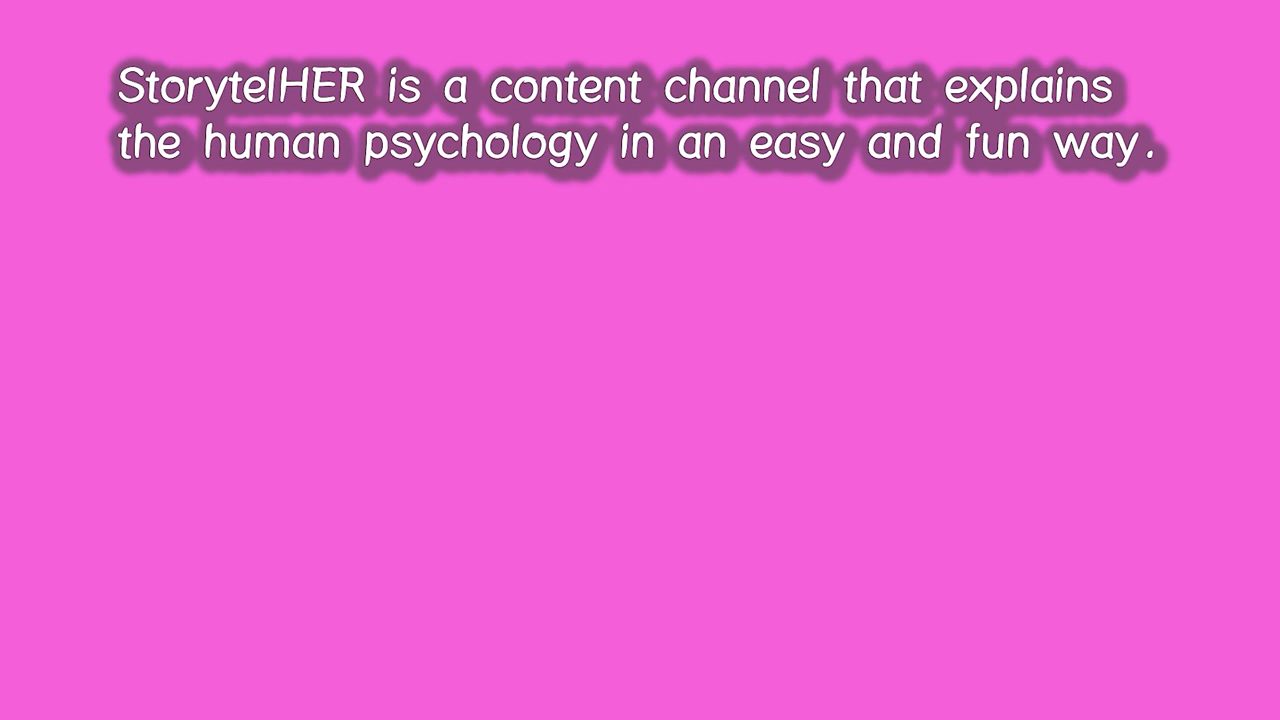 StorytelHER is a content channel that explains
the human psychology in an easy and fun way.